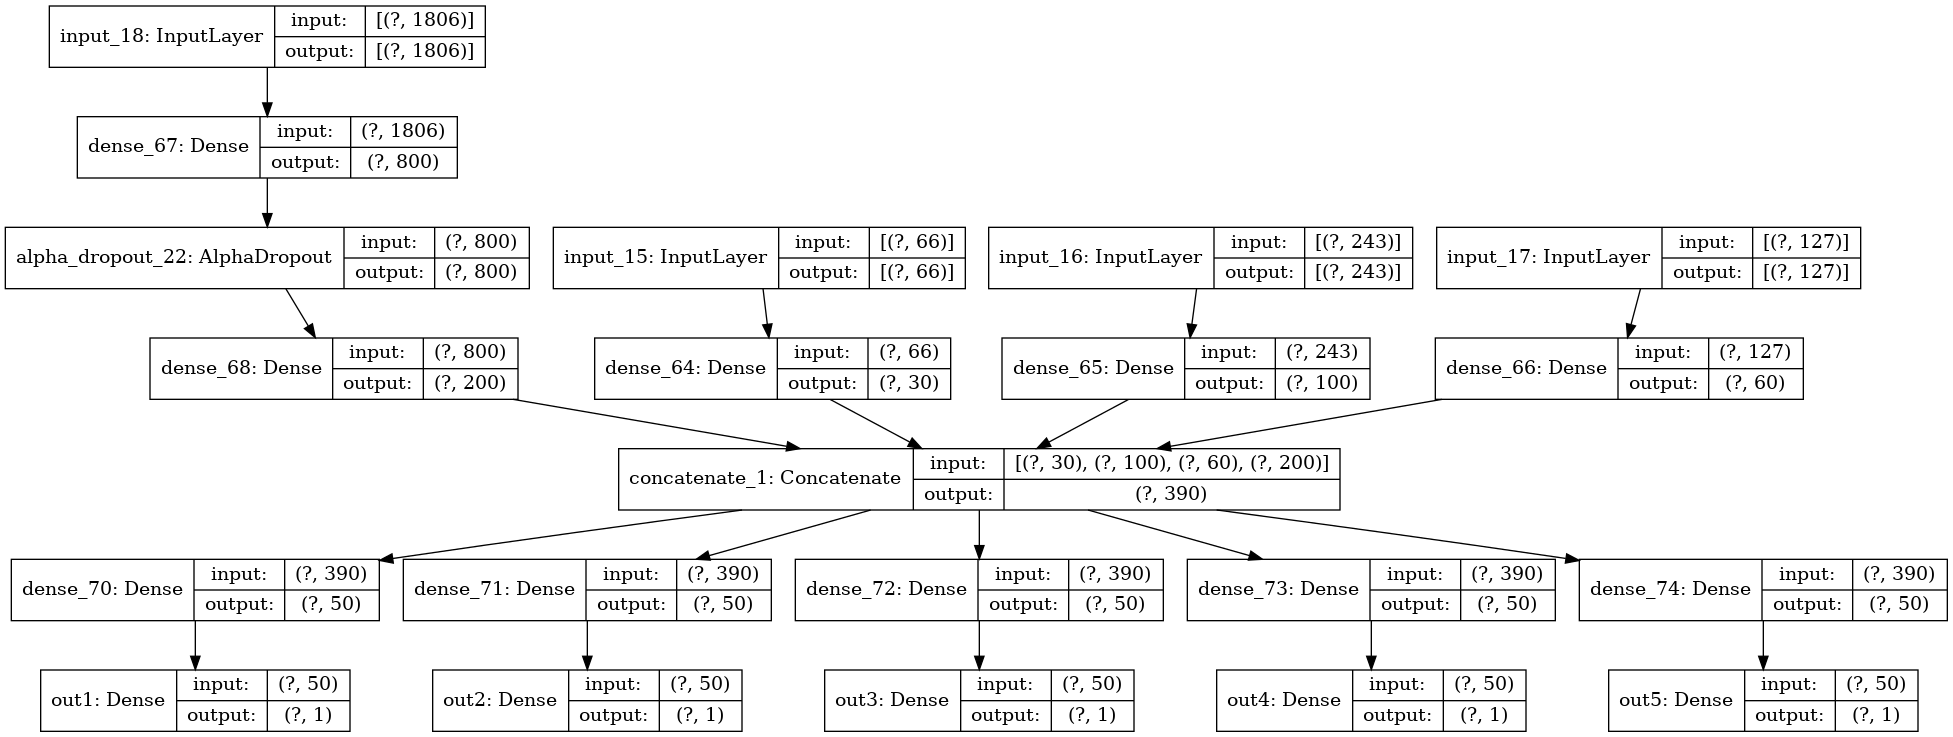 input_18: InputLayer
input: [(?, 1806)]
output: [(?, 1806)]
dense_67: Dense
input: (?, 1806)
output: (?, 800)
alpha_dropout_22: AlphaDropout
input: (?, 800)
output: (?, 800)
input_15: InputLayer
input: [(?, 66)]
output: [(?, 66)]
input_16: InputLayer
input: [(?, 243)]
output: [(?, 243)]
input_17: InputLayer
input: [(?, 127)]
output: [(?, 127)]
dense_68: Dense
input: (?, 800)
output: (?, 200)
dense_64: Dense
input: (?, 66)
output: (?, 30)
dense_65: Dense
input: (?, 243)
output: (?, 100)
dense_66: Dense
input: (?, 127)
output: (?, 60)
concatenate_1: Concatenate
input: [(?, 30), (?, 100), (?, 60), (?, 200)]
output: (?, 390)
dense_70: Dense
input: (?, 390)
output: (?, 50)
dense_71: Dense
input: (?, 390)
output: (?, 50)
dense_72: Dense
input: (?, 390)
output: (?, 50)
dense_73: Dense
input: (?, 390)
output: (?, 50)
dense_74: Dense
input: (?, 390)
output: (?, 50)
out1: Dense
input: (?, 50)
output: (?, 1)
out2: Dense
input: (?, 50)
output: (?, 1)
out3: Dense
input: (?, 50)
output: (?, 1)
out4: Dense
input: (?, 50)
output: (?, 1)
out5: Dense
input: (?, 50)
output: (?, 1)